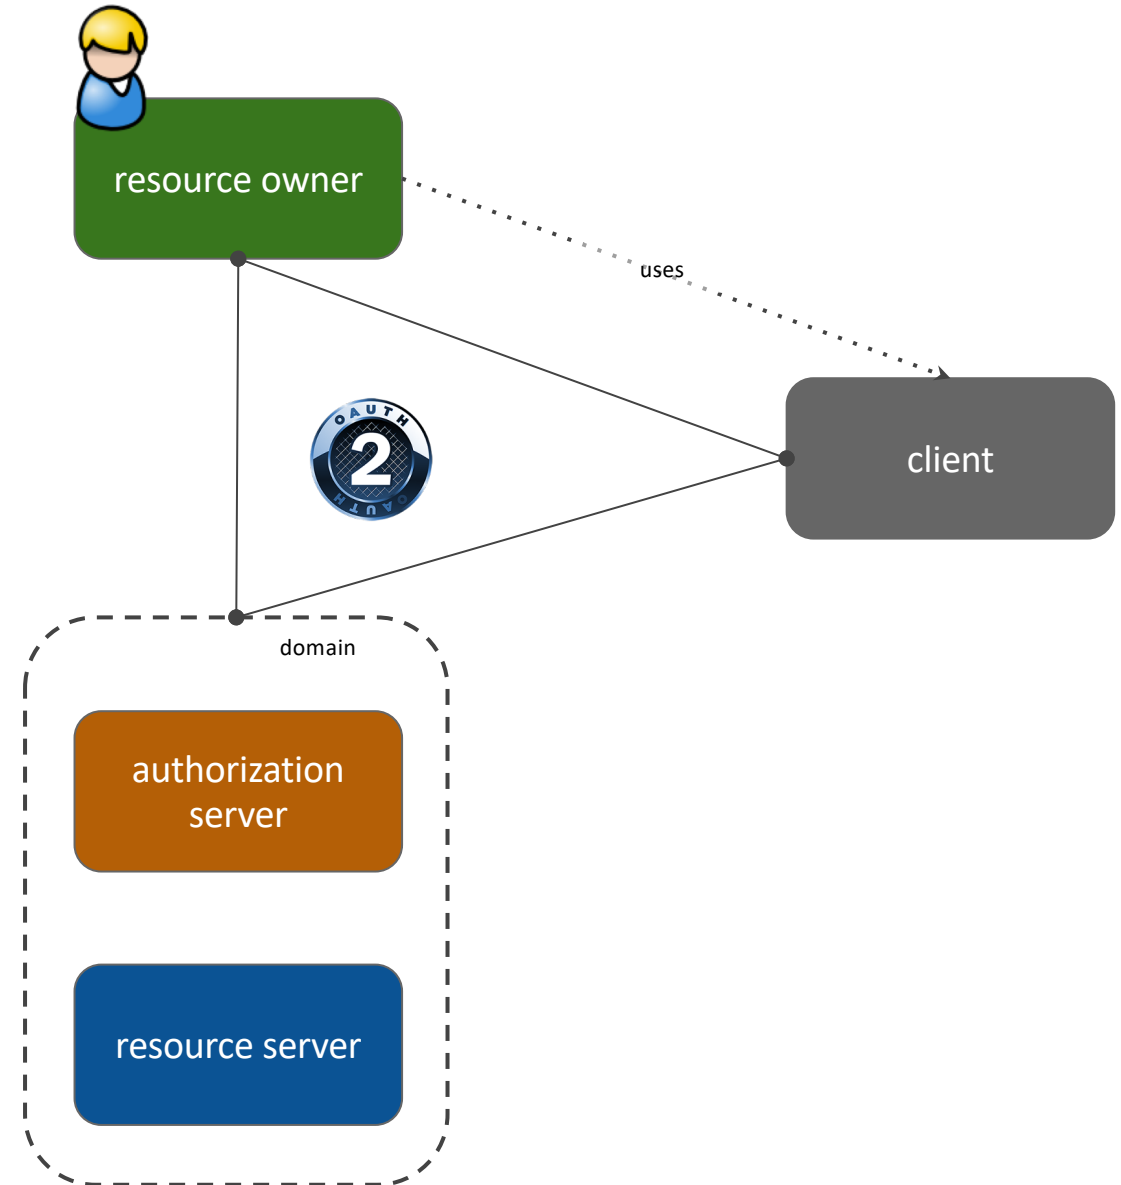 resource owner
uses
OAUTH
2
OAUTH
client
domain
authorization
server
resource server